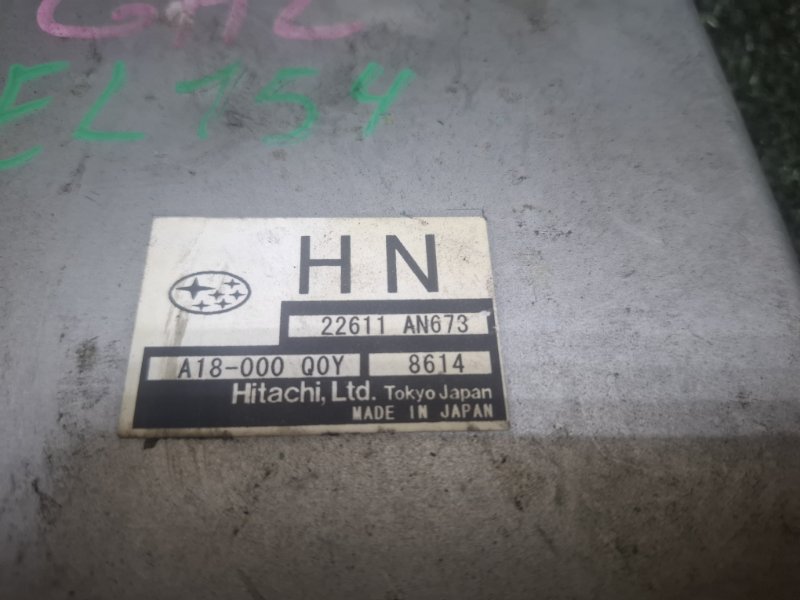 EL154
HN
22611 AN673
A18-000 Q0Y 8614
Hitachi, Ltd. Tokyo Japan
MADE IN JAPAN